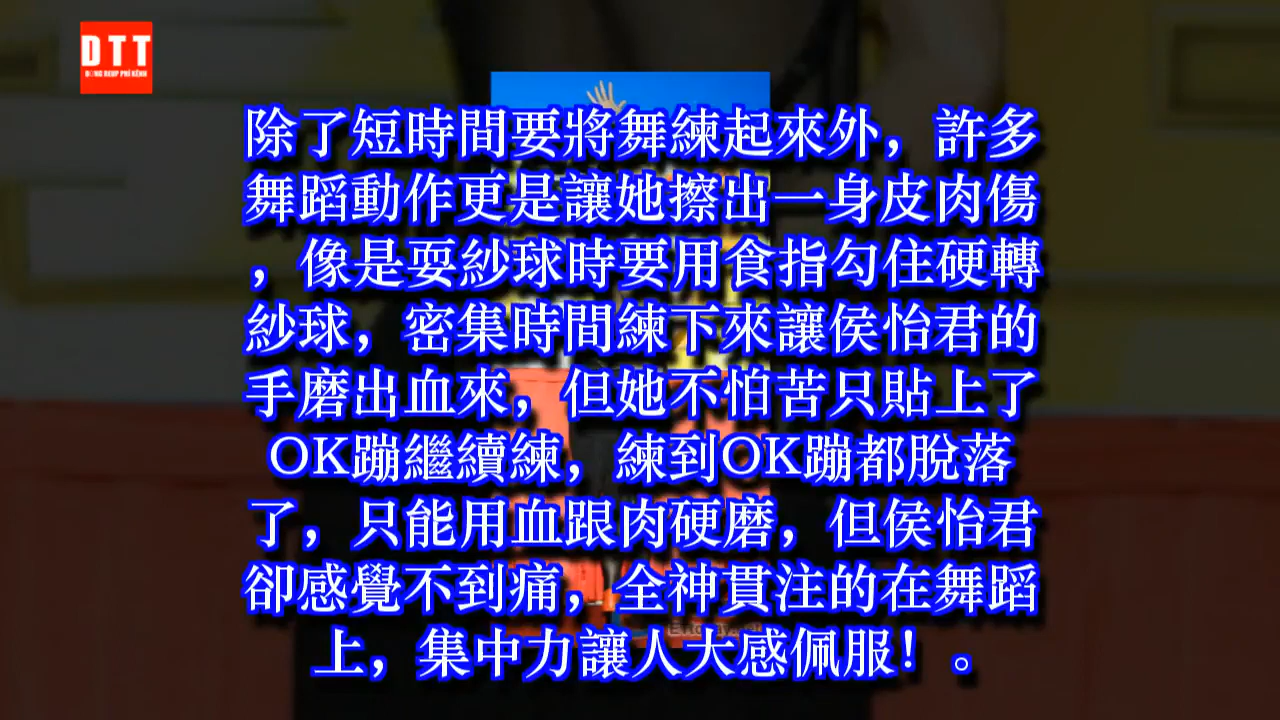 DTT
除了短時間要將舞練起來外，許多
舞蹈動作更是讓她擦出一身皮肉傷
，像是耍紗球時要用食指勾住硬轉
紗球，密集時間練下來讓侯怡君的
手磨出血來，但她不怕苦只貼上了
OK蹦繼續練，練到OK蹦都脫落
了，只能用血跟肉硬磨，但侯怡君
卻感覺不到痛，全神貫注的在舞蹈
上，集中力讓人大感佩服！。